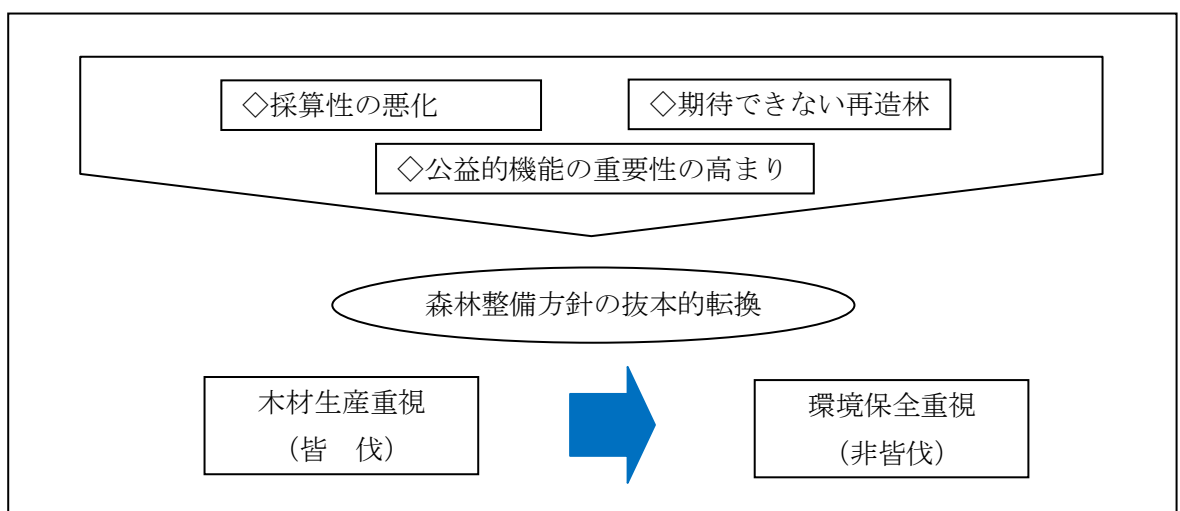 ◇採算性の悪化
◇期待できない再造林
◇公益的機能の重要性の高まり
森林整備方針の抜本的転換
木材生産重視
（皆　伐）
環境保全重視
（非皆伐）